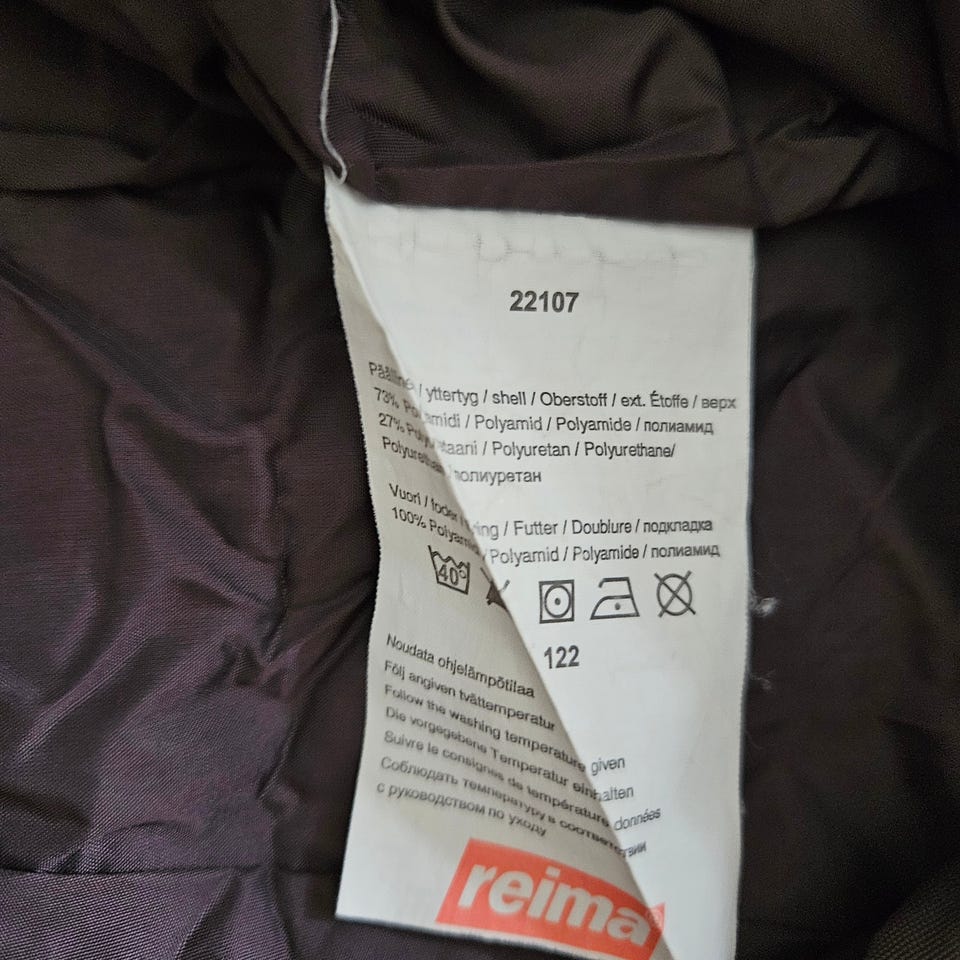 22107
Päällinen / yttertyg / shell / Oberstoff / ext. Étoffe / верх
73% Polyamidi / Polyamid / Polyamide / полиамид
27% Polyuretaani / Polyuretan / Polyurethane/
Polyurethan / полиуретан
Vuori / foder / lining / Futter / Doublure / подкладка
100% Polyamid / Polyamid / Polyamide / полиамид
40°
122
Noudata ohjelämpötilaa
Följ angiven tvättemperatur
Follow the washing temperature given
Die vorgegebene Temperatur einhalten
Suivre le consignes de température données
Соблюдать температуру в соответствии
с руководством по уходу
reima®